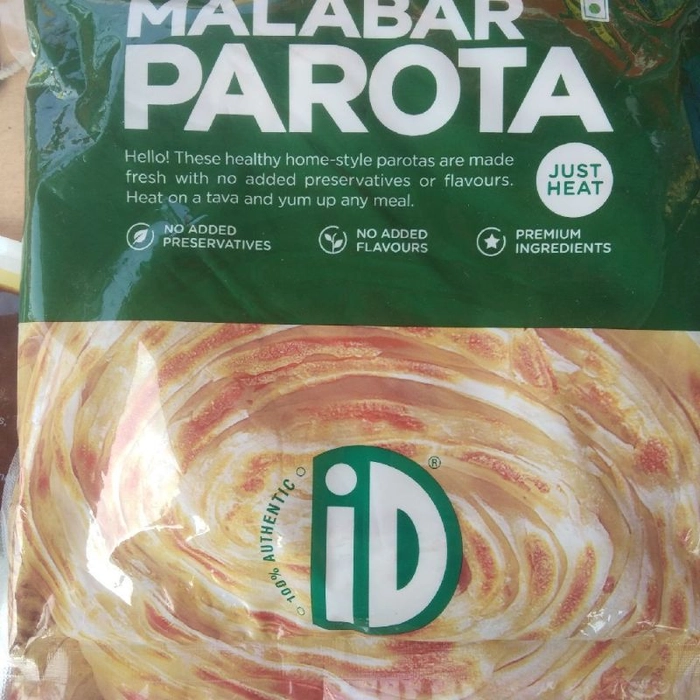 MALABAR
PAROTA
Hello! These healthy home-style parotas are made
fresh with no added preservatives or flavours.
Heat on a tava and yum up any meal.
JUST
HEAT
NO ADDED
PRESERVATIVES
NO ADDED
FLAVOURS
PREMIUM
INGREDIENTS
100% AUTHENTIC
iD
®